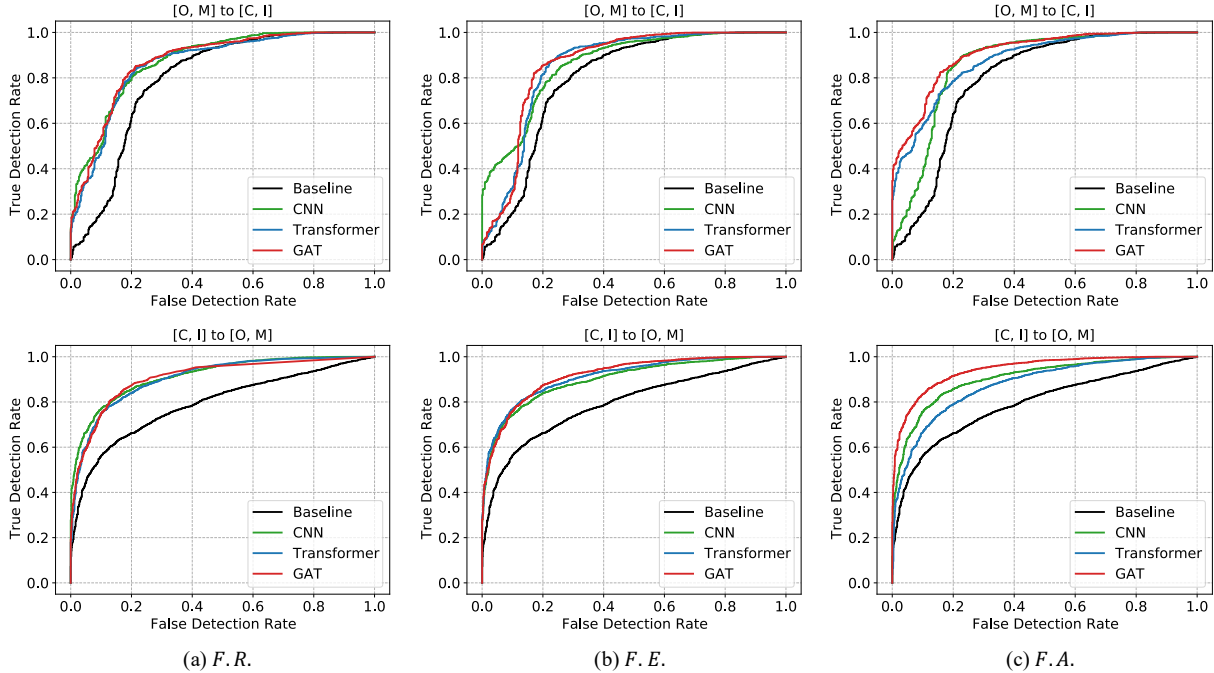 [O, M] to [C, I]
True Detection Rate
1.0
0.8
0.6
0.4
0.2
0.0
Baseline
CNN
Transformer
GAT
0.0 0.2 0.4 0.6 0.8 1.0
False Detection Rate
[O, M] to [C, I]
True Detection Rate
1.0
0.8
0.6
0.4
0.2
0.0
Baseline
CNN
Transformer
GAT
0.0 0.2 0.4 0.6 0.8 1.0
False Detection Rate
[O, M] to [C, I]
True Detection Rate
1.0
0.8
0.6
0.4
0.2
0.0
Baseline
CNN
Transformer
GAT
0.0 0.2 0.4 0.6 0.8 1.0
False Detection Rate
[C, I] to [O, M]
True Detection Rate
1.0
0.8
0.6
0.4
0.2
0.0
Baseline
CNN
Transformer
GAT
0.0 0.2 0.4 0.6 0.8 1.0
False Detection Rate
(a) F.R.
[C, I] to [O, M]
True Detection Rate
1.0
0.8
0.6
0.4
0.2
0.0
Baseline
CNN
Transformer
GAT
0.0 0.2 0.4 0.6 0.8 1.0
False Detection Rate
(b) F.E.
[C, I] to [O, M]
True Detection Rate
1.0
0.8
0.6
0.4
0.2
0.0
Baseline
CNN
Transformer
GAT
0.0 0.2 0.4 0.6 0.8 1.0
False Detection Rate
(c) F.A.